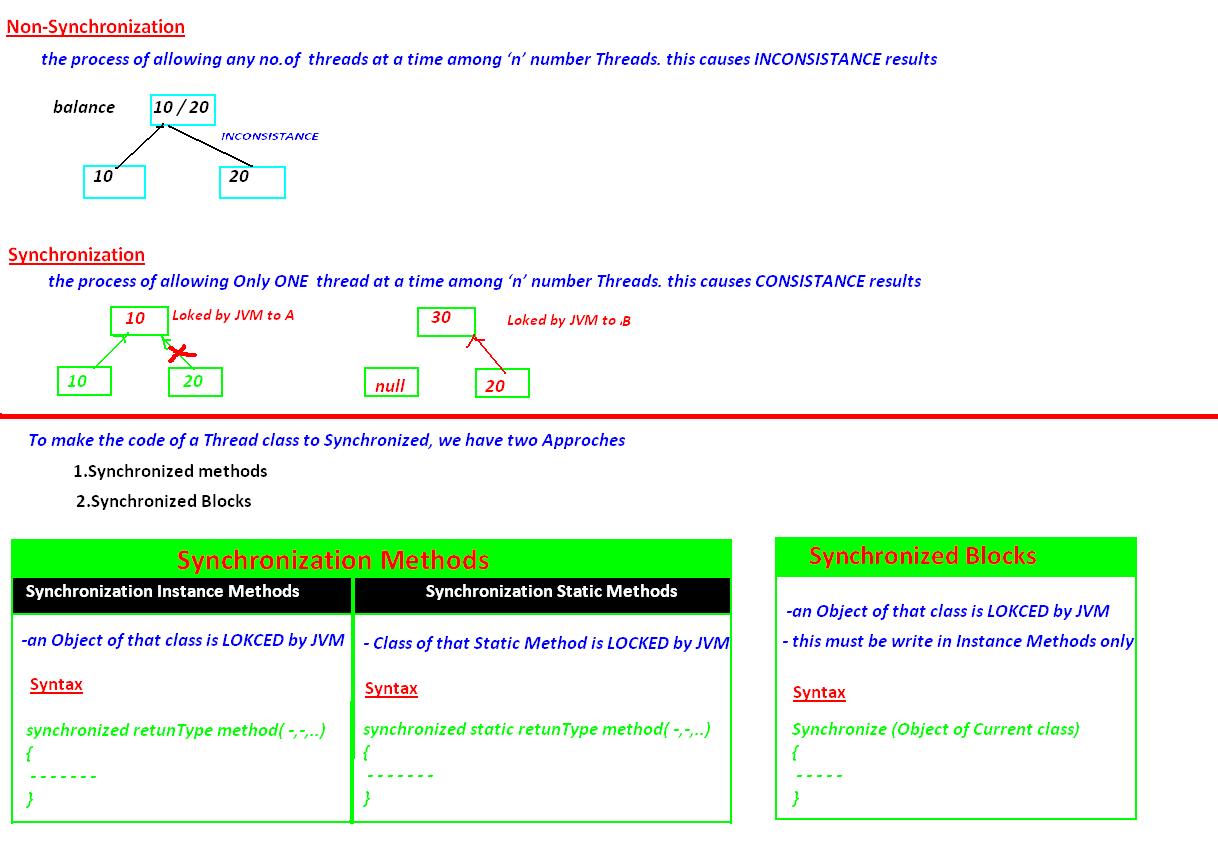 Non-Synchronization
the process of allowing any no.of threads at a time among ‘n’ number Threads. this causes INCONSISTANCE results
balance 10 / 20
INCONSISTANCE
10 20
Synchronization
the process of allowing Only ONE thread at a time among ‘n’ number Threads. this causes CONSISTANCE results
10 Loked by JVM to A 30 Loked by JVM to B
10 20 null 20
To make the code of a Thread class to Synchronized, we have two Approches
1.Synchronized methods
2.Synchronized Blocks
Synchronization Methods
Synchronization Instance Methods
-an Object of that class is LOKCED by JVM
Syntax
synchronized retunType method( -,-,..)
{
- - - - - - -
}
Synchronization Static Methods
- Class of that Static Method is LOCKED by JVM
Syntax
synchronized static retunType method( -,-,..)
{
- - - - - - -
}
Synchronized Blocks
-an Object of that class is LOKCED by JVM
- this must be write in Instance Methods only
Syntax
Synchronize (Object of Current class)
{
- - - - -
}